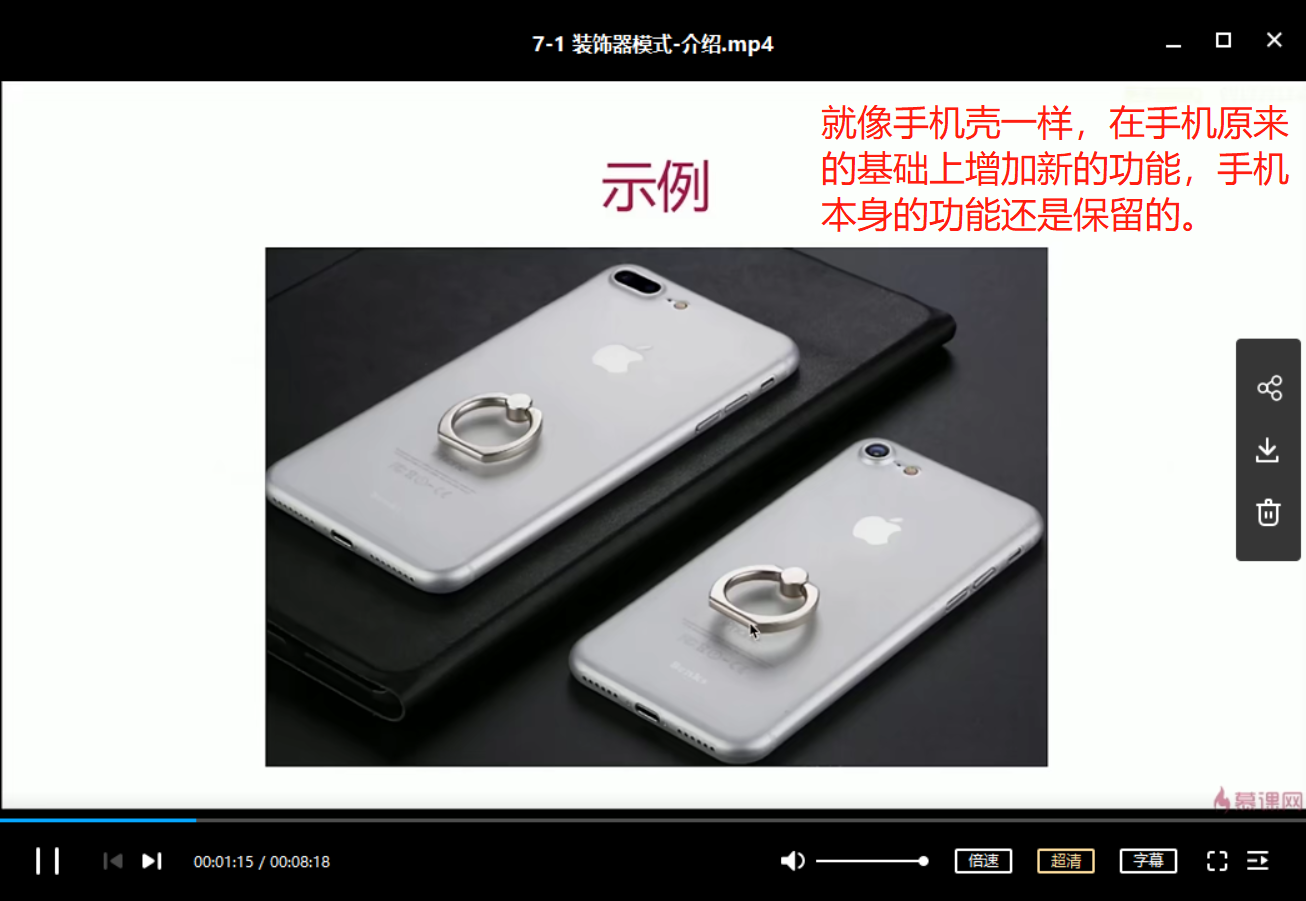 7-1 装饰器模式-介绍.mp4
就像手机壳一样，在手机原来
的基础上增加新的功能，手机
本身的功能还是保留的。
示例
慕课网
00:01:15 / 00:08:18
倍速
超清
字幕